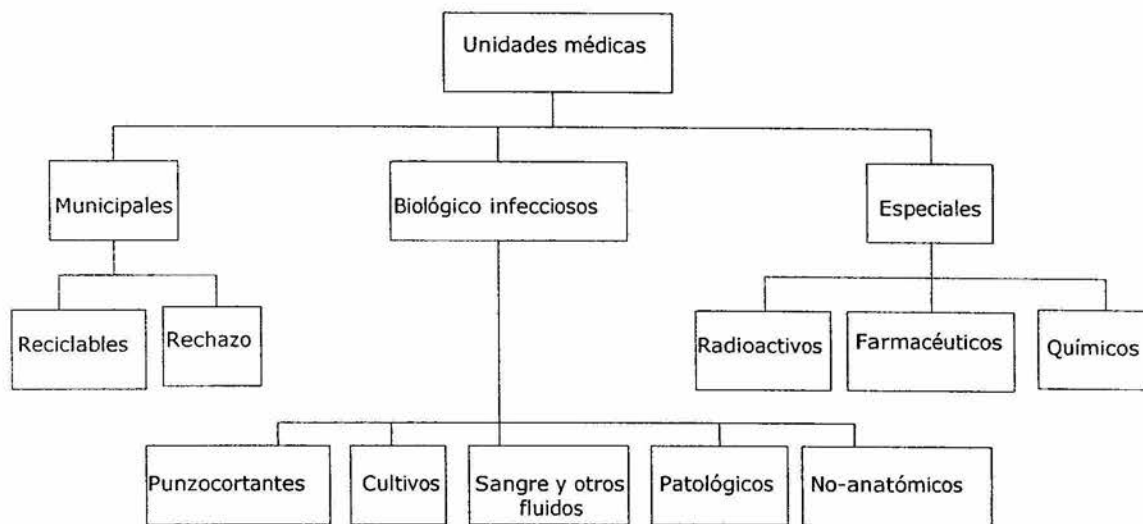 Unidades médicas
Municipales
Biológico infecciosos
Especiales
Reciclables
Rechazo
Radioactivos
Farmacéuticos
Químicos
Punzocortantes
Cultivos
Sangre y otros
fluidos
Patológicos
No-anatómicos